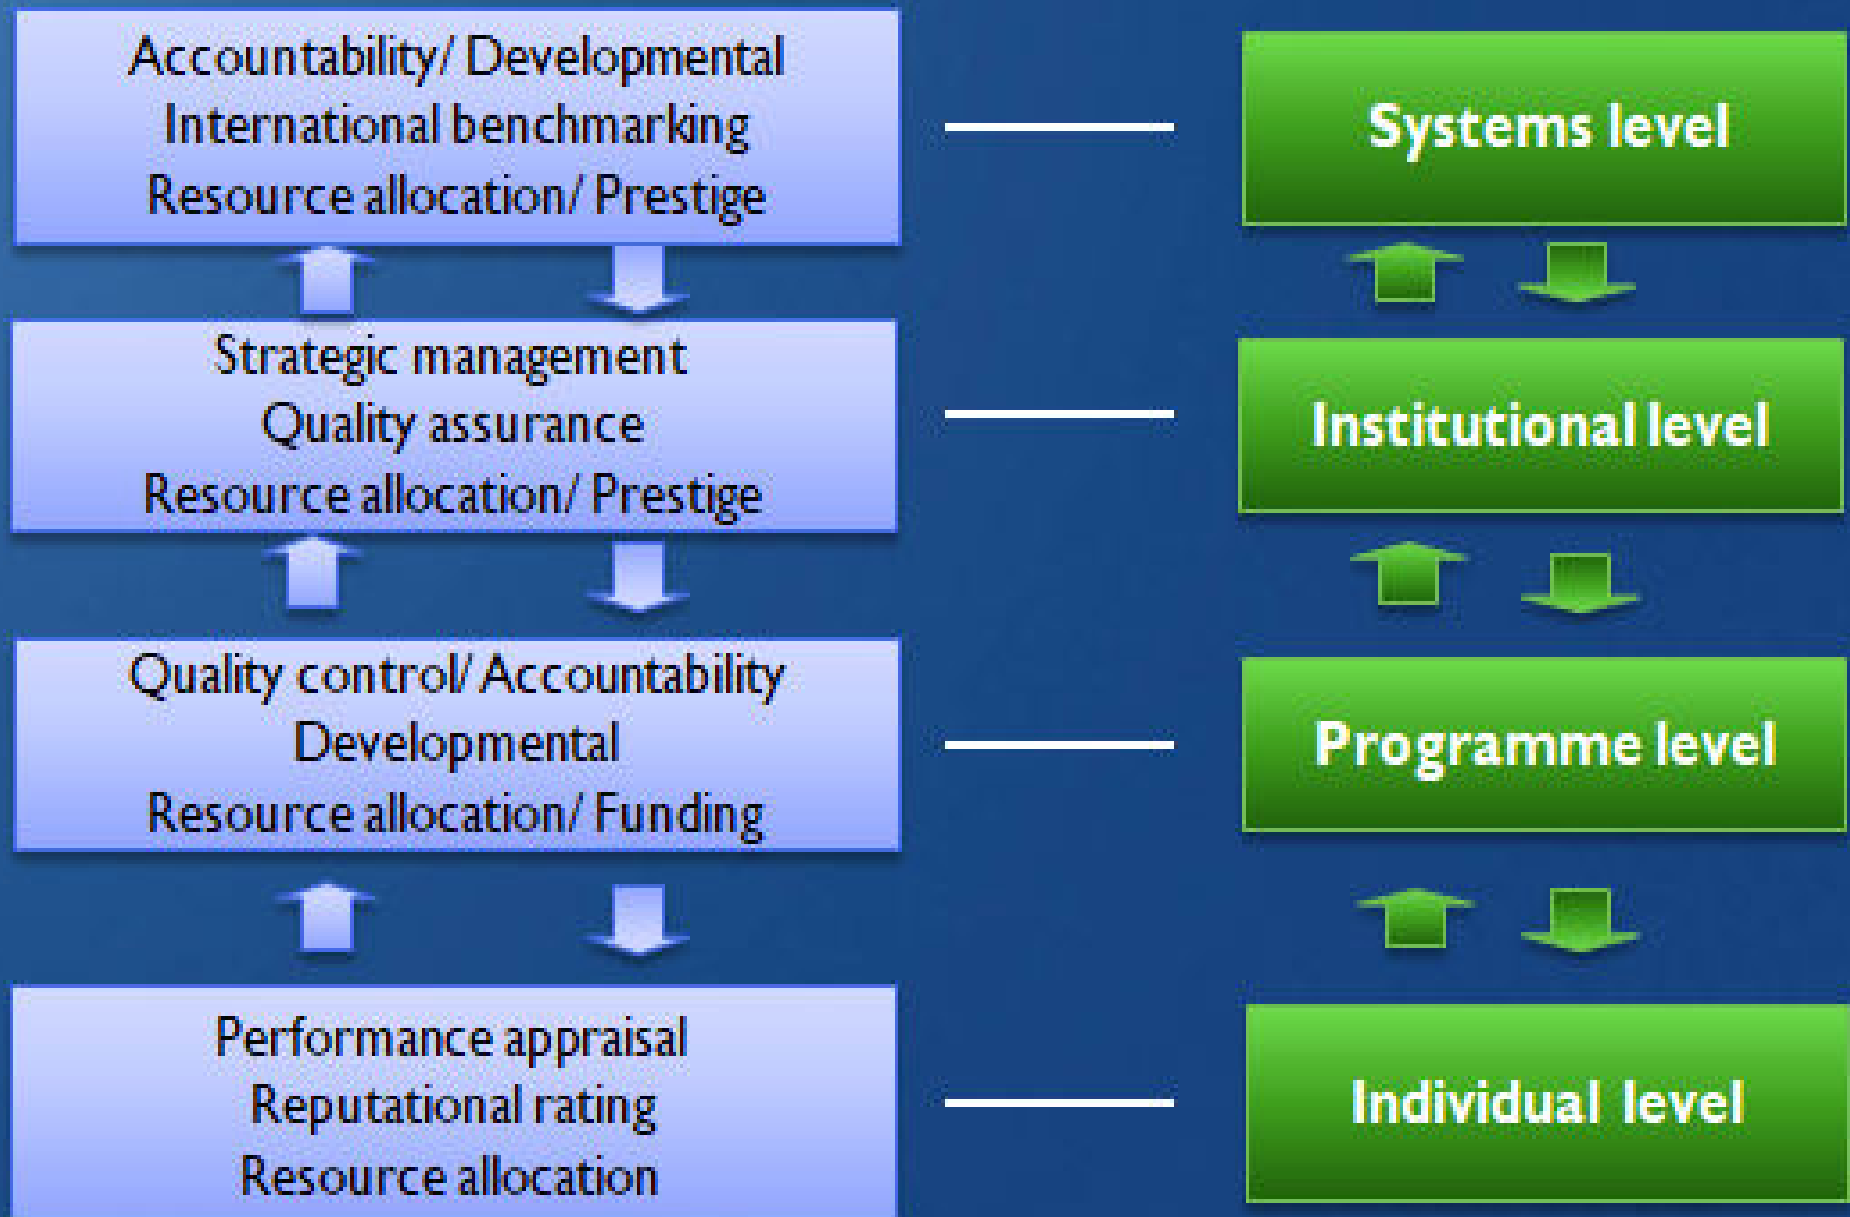 Accountability/ Developmental
International benchmarking
Resource allocation/ Prestige
Systems level
Strategic management
Quality assurance
Resource allocation/ Prestige
Institutional level
Quality control/ Accountability
Developmental
Resource allocation/ Funding
Programme level
Performance appraisal
Reputational rating
Resource allocation
Individual level